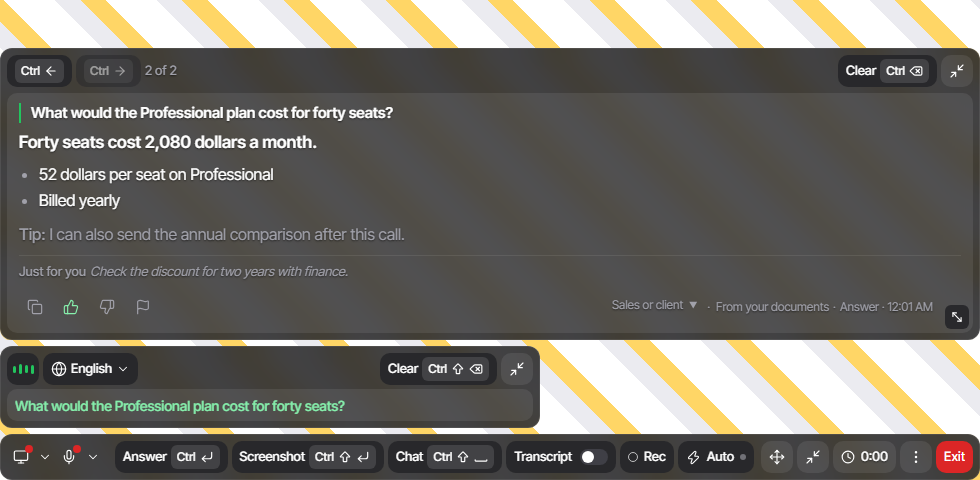 Ctrl ← Ctrl → 2 of 2 Clear Ctrl
What would the Professional plan cost for forty seats?
Forty seats cost 2,080 dollars a month.
• 52 dollars per seat on Professional
• Billed yearly
Tip: I can also send the annual comparison after this call.
Just for you Check the discount for two years with finance.
Sales or client ▼ · From your documents · Answer · 12:01 AM
English Clear Ctrl
What would the Professional plan cost for forty seats?
Answer Ctrl Screenshot Ctrl Chat Ctrl Transcript Rec Auto 0:00 Exit